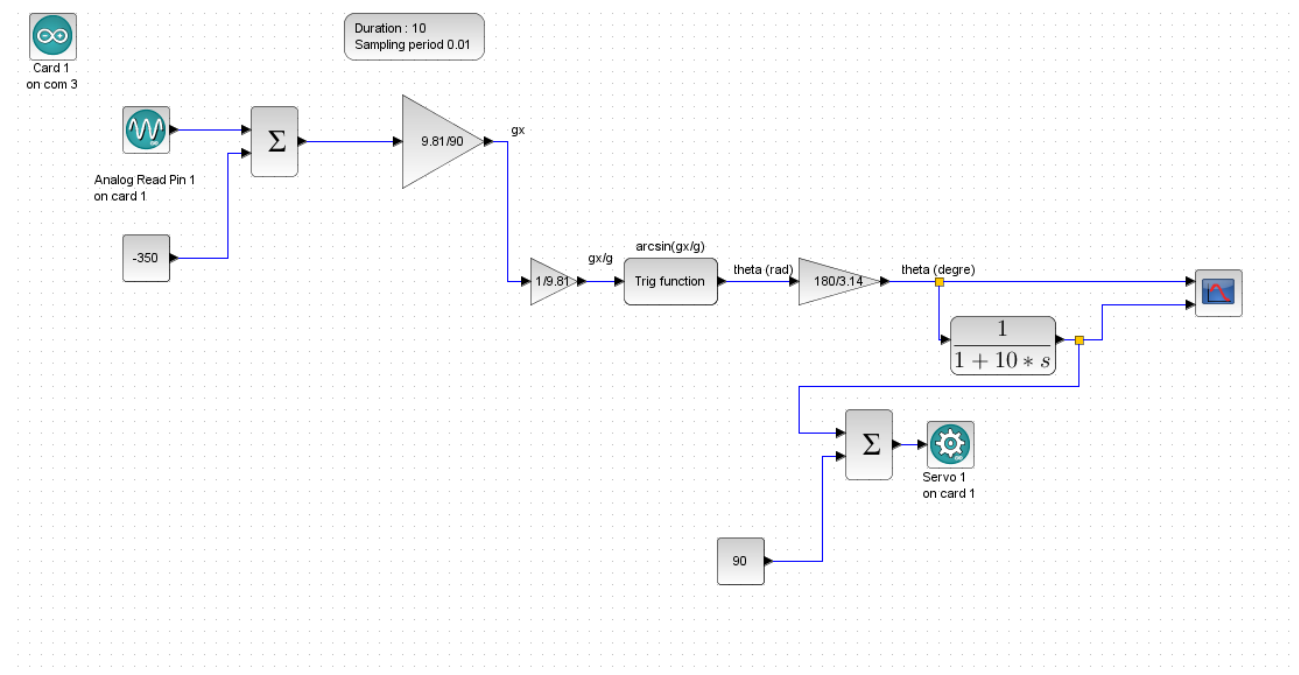 Duration : 10
Sampling period 0.01
Card 1
on com 3
Σ
9.81/90
gx
Analog Read Pin 1
on card 1
-350
arcsin(gx/g)
gx/g
1/9.81
Trig function
theta (rad)
180/3.14
theta (degre)
1
1 + 10 * s
Σ
Servo 1
on card 1
90